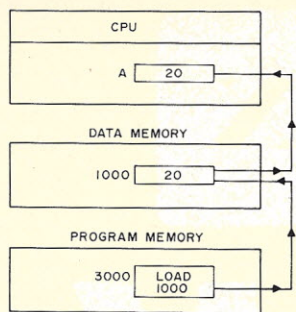 CPU
A 20
DATA MEMORY
1000 20
PROGRAM MEMORY
3000 LOAD
1000